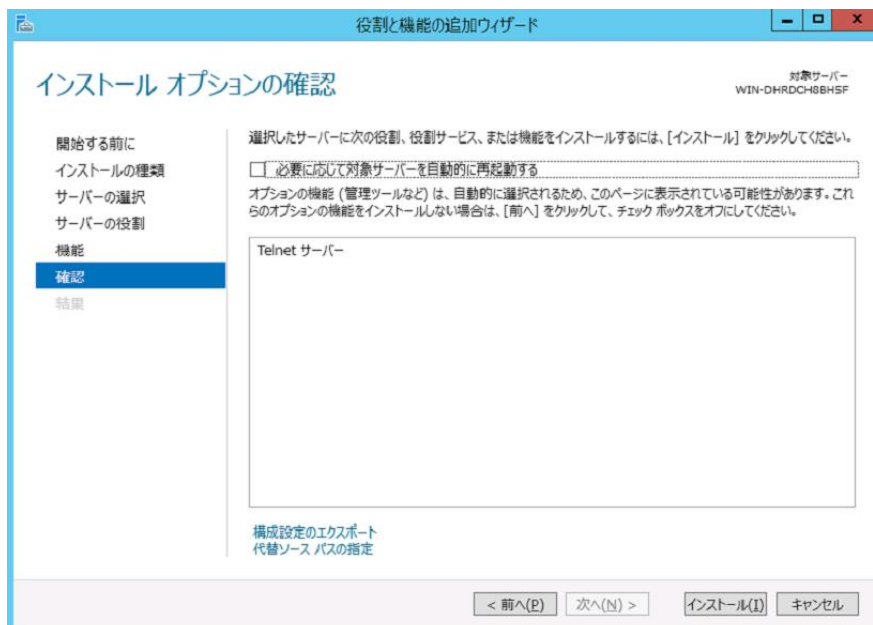 役割と機能の追加ウィザード
インストール オプションの確認
対象サーバー
WIN-DHRDCH8BHSF
開始する前に
インストールの種類
サーバーの選択
サーバーの役割
機能
確認
結果
選択したサーバーに次の役割、役割サービス、または機能をインストールするには、[インストール] をクリックしてください。
必要に応じて対象サーバーを自動的に再起動する
オプションの機能 (管理ツールなど) は、自動的に選択されるため、このページに表示されている可能性があります。これ
らのオプションの機能をインストールしない場合は、[前へ] をクリックして、チェック ボックスをオフにしてください。
Telnet サーバー
構成設定のエクスポート
代替ソース パスの指定
< 前へ(P)
次へ(N) >
インストール(I)
キャンセル